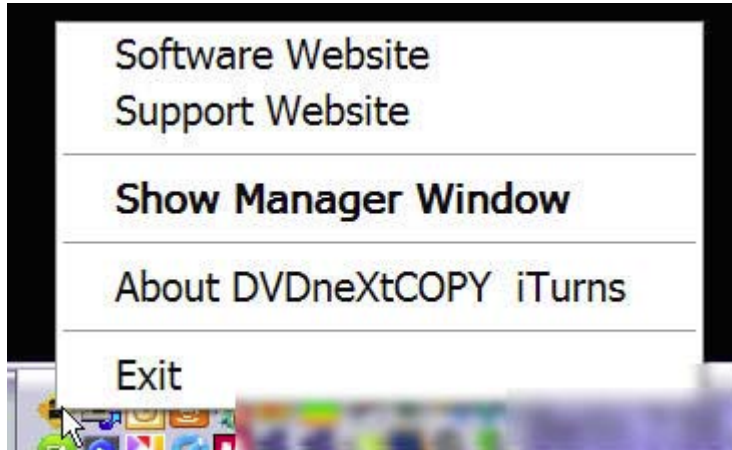 Software Website
Support Website
Show Manager Window
About DVDneXtCOPY iTurns
Exit